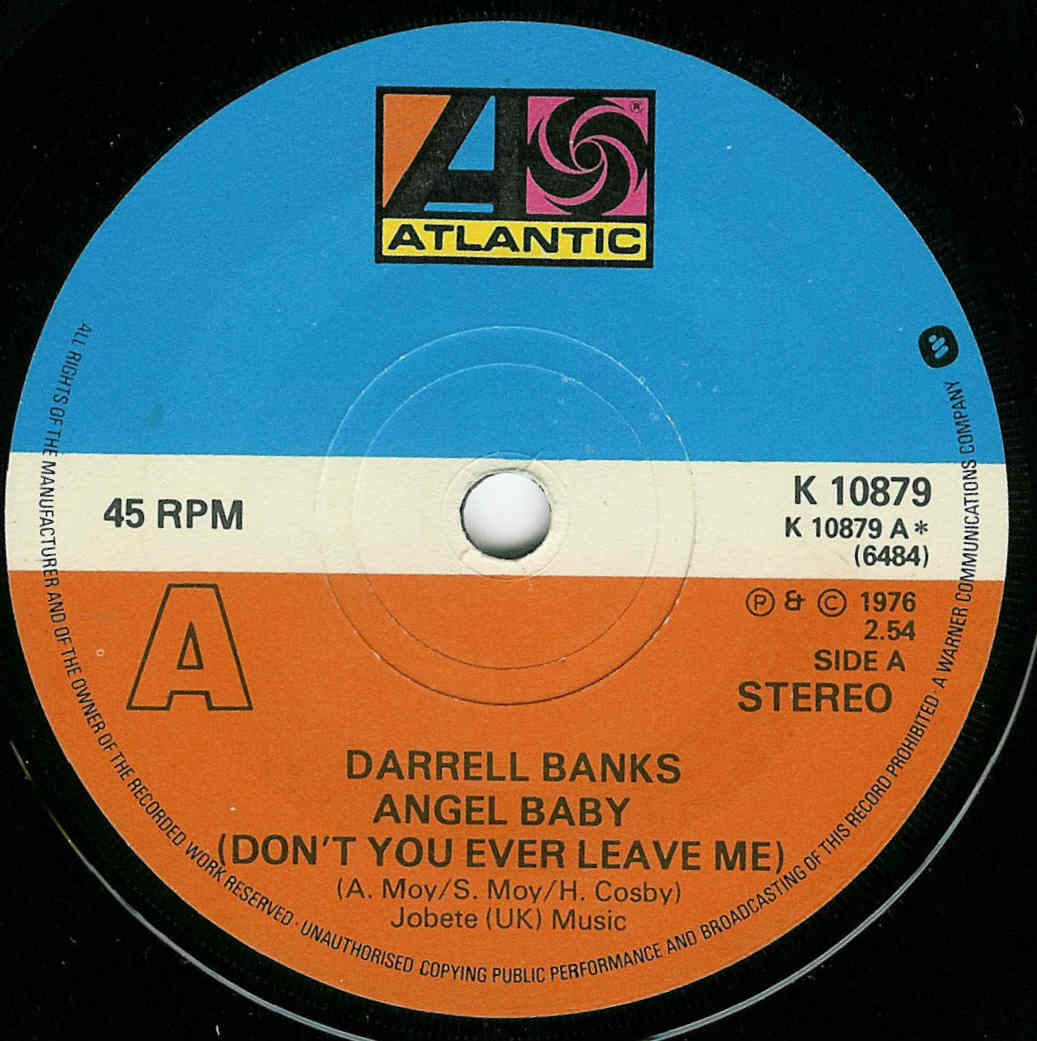 ATLANTIC
®
45 RPM
K 10879
K 10879 A*
(6484)
Ⓟ & © 1976
2.54
SIDE A
STEREO
A
DARRELL BANKS
ANGEL BABY
(DON'T YOU EVER LEAVE ME)
(A. Moy/S. Moy/H. Cosby)
Jobete (UK) Music
ALL RIGHTS OF THE MANUFACTURER AND OF THE OWNER OF THE RECORDED WORK RESERVED · UNAUTHORISED COPYING PUBLIC PERFORMANCE AND BROADCASTING OF THIS RECORD PROHIBITED · A WARNER COMMUNICATIONS COMPANY